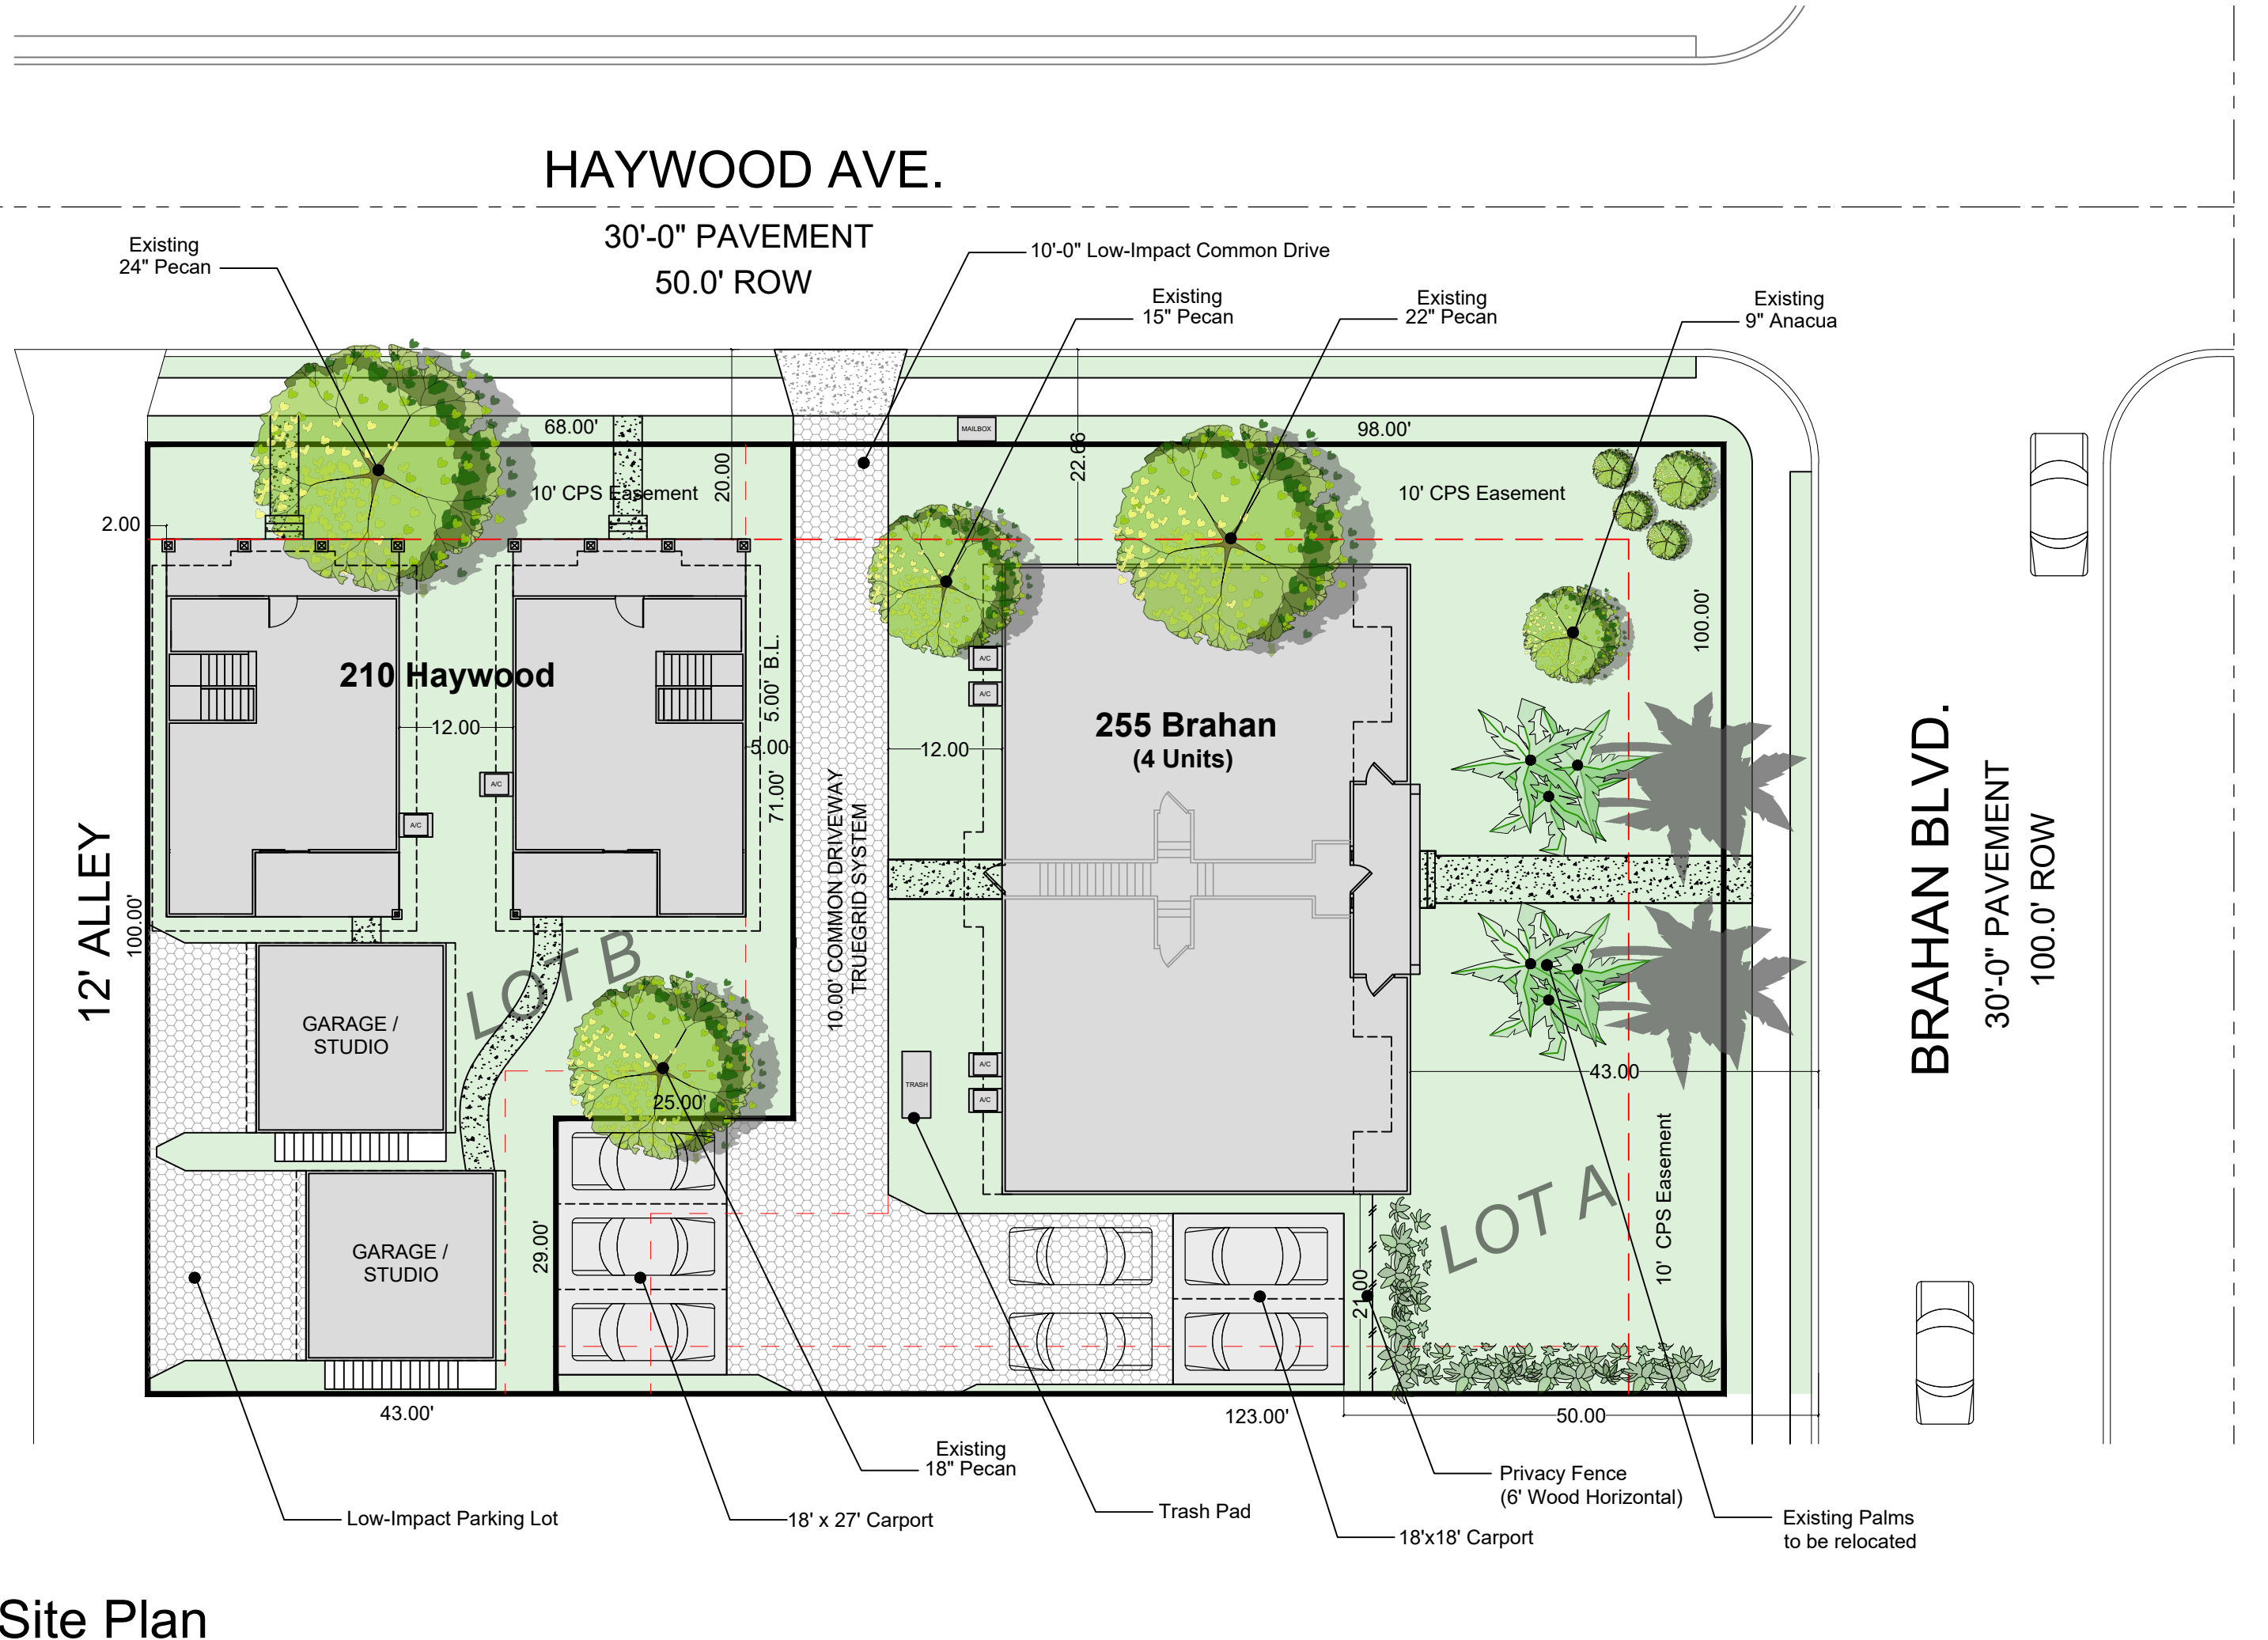 HAYWOOD AVE.
30'-0" PAVEMENT
50.0' ROW
Existing
24" Pecan
10'-0" Low-Impact Common Drive
Existing
15" Pecan
Existing
22" Pecan
Existing
9" Anacua
68.00'
MAILBOX
98.00'
20.00
22.66
10' CPS Easement
10' CPS Easement
2.00
100.00'
210 Haywood
5.00' B.L.
A/C
A/C
255 Brahan
(4 Units)
12.00
5.00
12.00
71.00'
A/C
A/C
10.00' COMMON DRIVEWAY
TRUEGRID SYSTEM
12' ALLEY
100.00'
BRAHAN BLVD.
30'-0" PAVEMENT
100.0' ROW
LOT B
GARAGE /
STUDIO
25.00'
TRASH
A/C
A/C
43.00
10' CPS Easement
LOT A
GARAGE /
STUDIO
29.00'
21.00
43.00'
123.00'
50.00
Existing
18" Pecan
Low-Impact Parking Lot
18' x 27' Carport
Trash Pad
Privacy Fence
(6' Wood Horizontal)
18'x18' Carport
Existing Palms
to be relocated
Site Plan